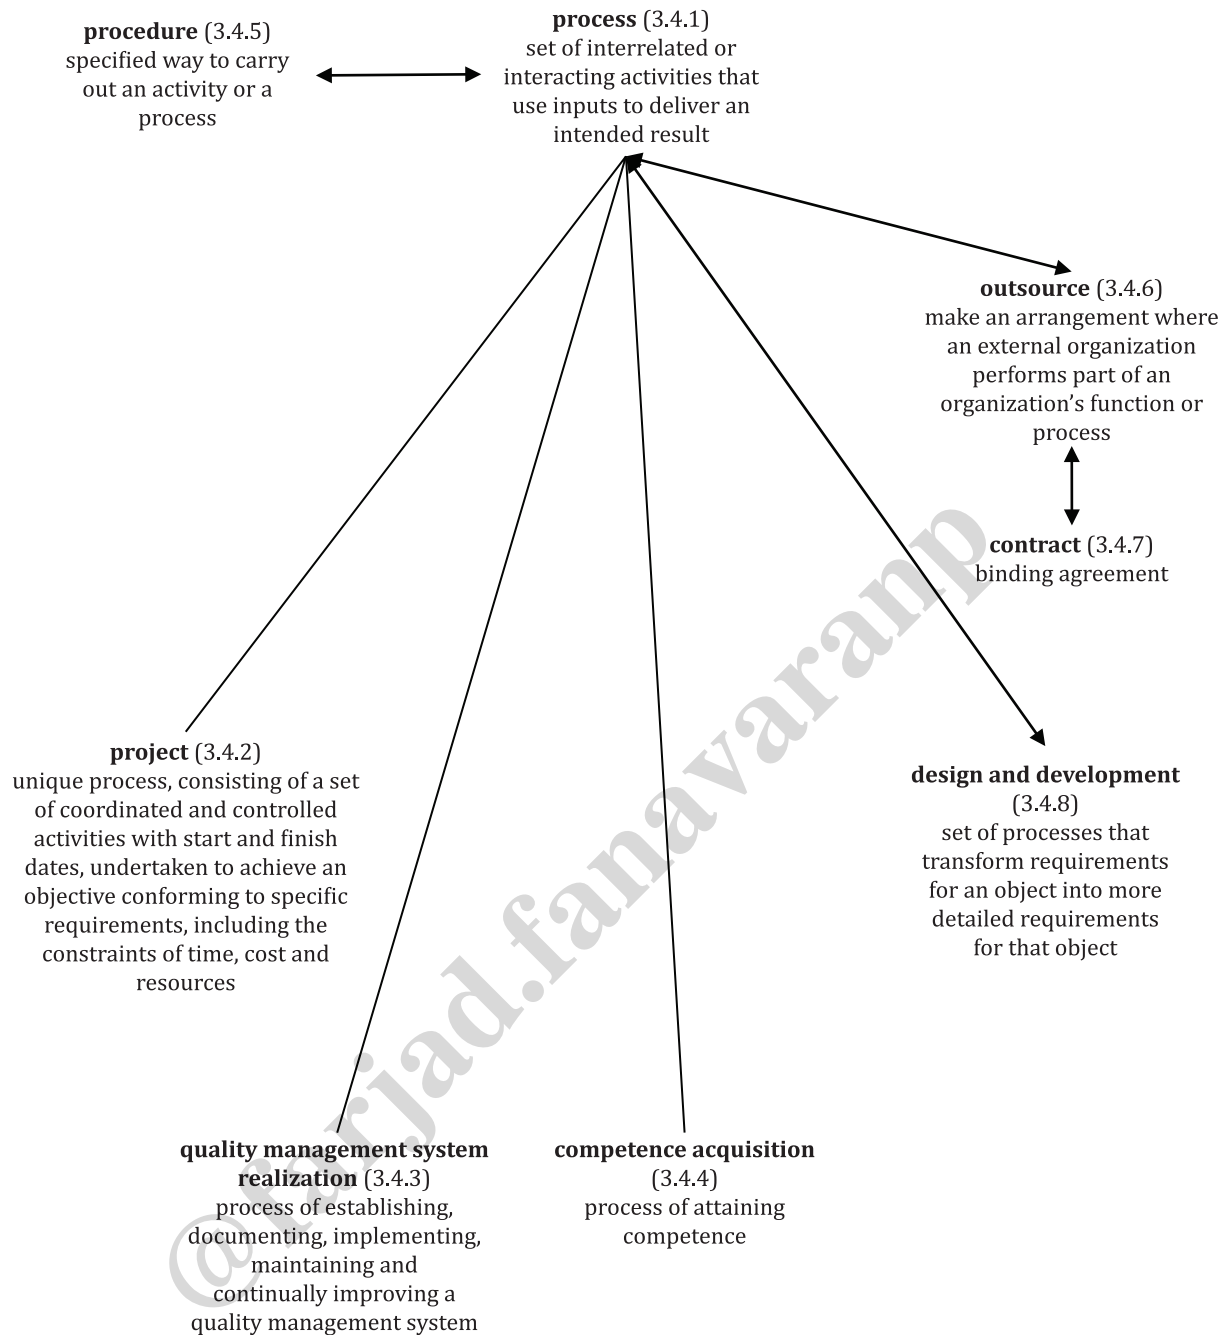 procedure (3.4.5)
specified way to carry
out an activity or a
process
process (3.4.1)
set of interrelated or
interacting activities that
use inputs to deliver an
intended result
outsource (3.4.6)
make an arrangement where
an external organization
performs part of an
organization’s function or
process
contract (3.4.7)
binding agreement
project (3.4.2)
unique process, consisting of a set
of coordinated and controlled
activities with start and finish
dates, undertaken to achieve an
objective conforming to specific
requirements, including the
constraints of time, cost and
resources
design and development
(3.4.8)
set of processes that
transform requirements
for an object into more
detailed requirements
for that object
quality management system
realization (3.4.3)
process of establishing,
documenting, implementing,
maintaining and
continually improving a
quality management system
competence acquisition
(3.4.4)
process of attaining
competence
@farjad.fanavaranp